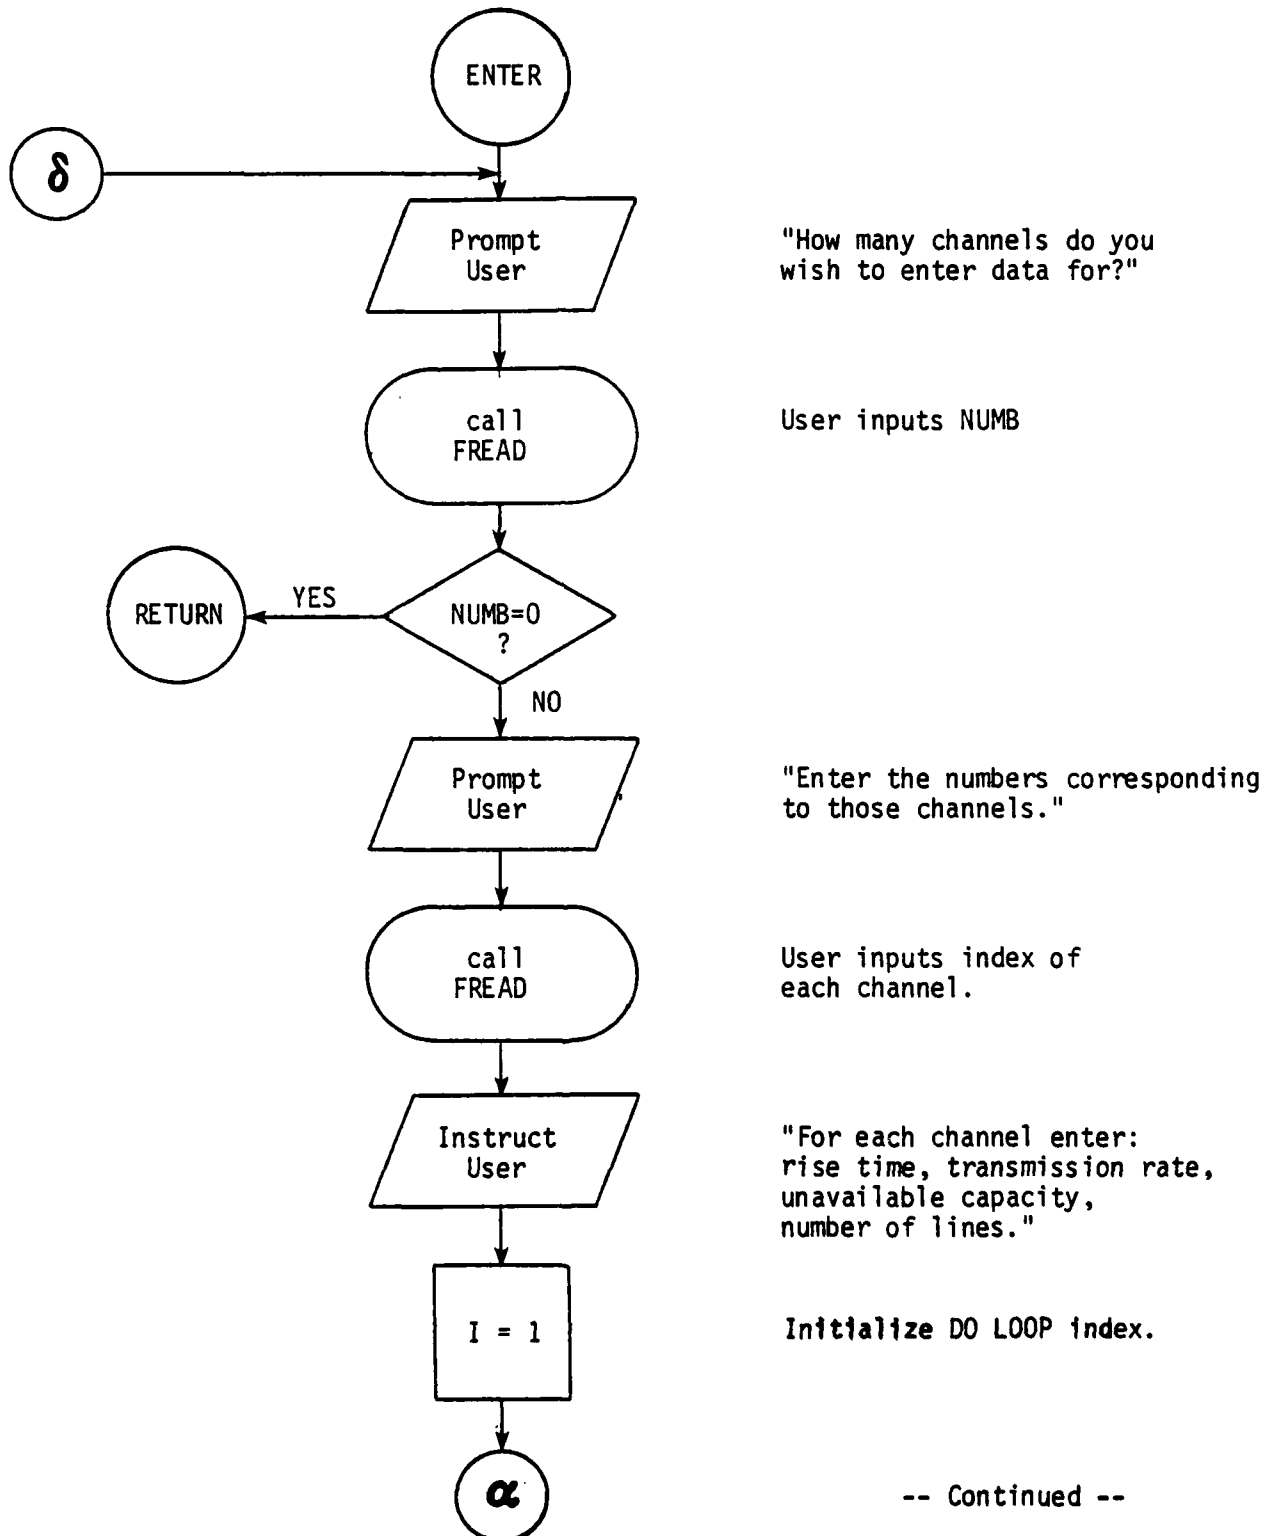 ENTER
δ
Prompt
User
"How many channels do you
wish to enter data for?"
call
FREAD
User inputs NUMB
RETURN
YES
NUMB=0
?
NO
Prompt
User
"Enter the numbers corresponding
to those channels."
call
FREAD
User inputs index of
each channel.
Instruct
User
"For each channel enter:
rise time, transmission rate,
unavailable capacity,
number of lines."
I = 1
Initialize DO LOOP index.
α
-- Continued --